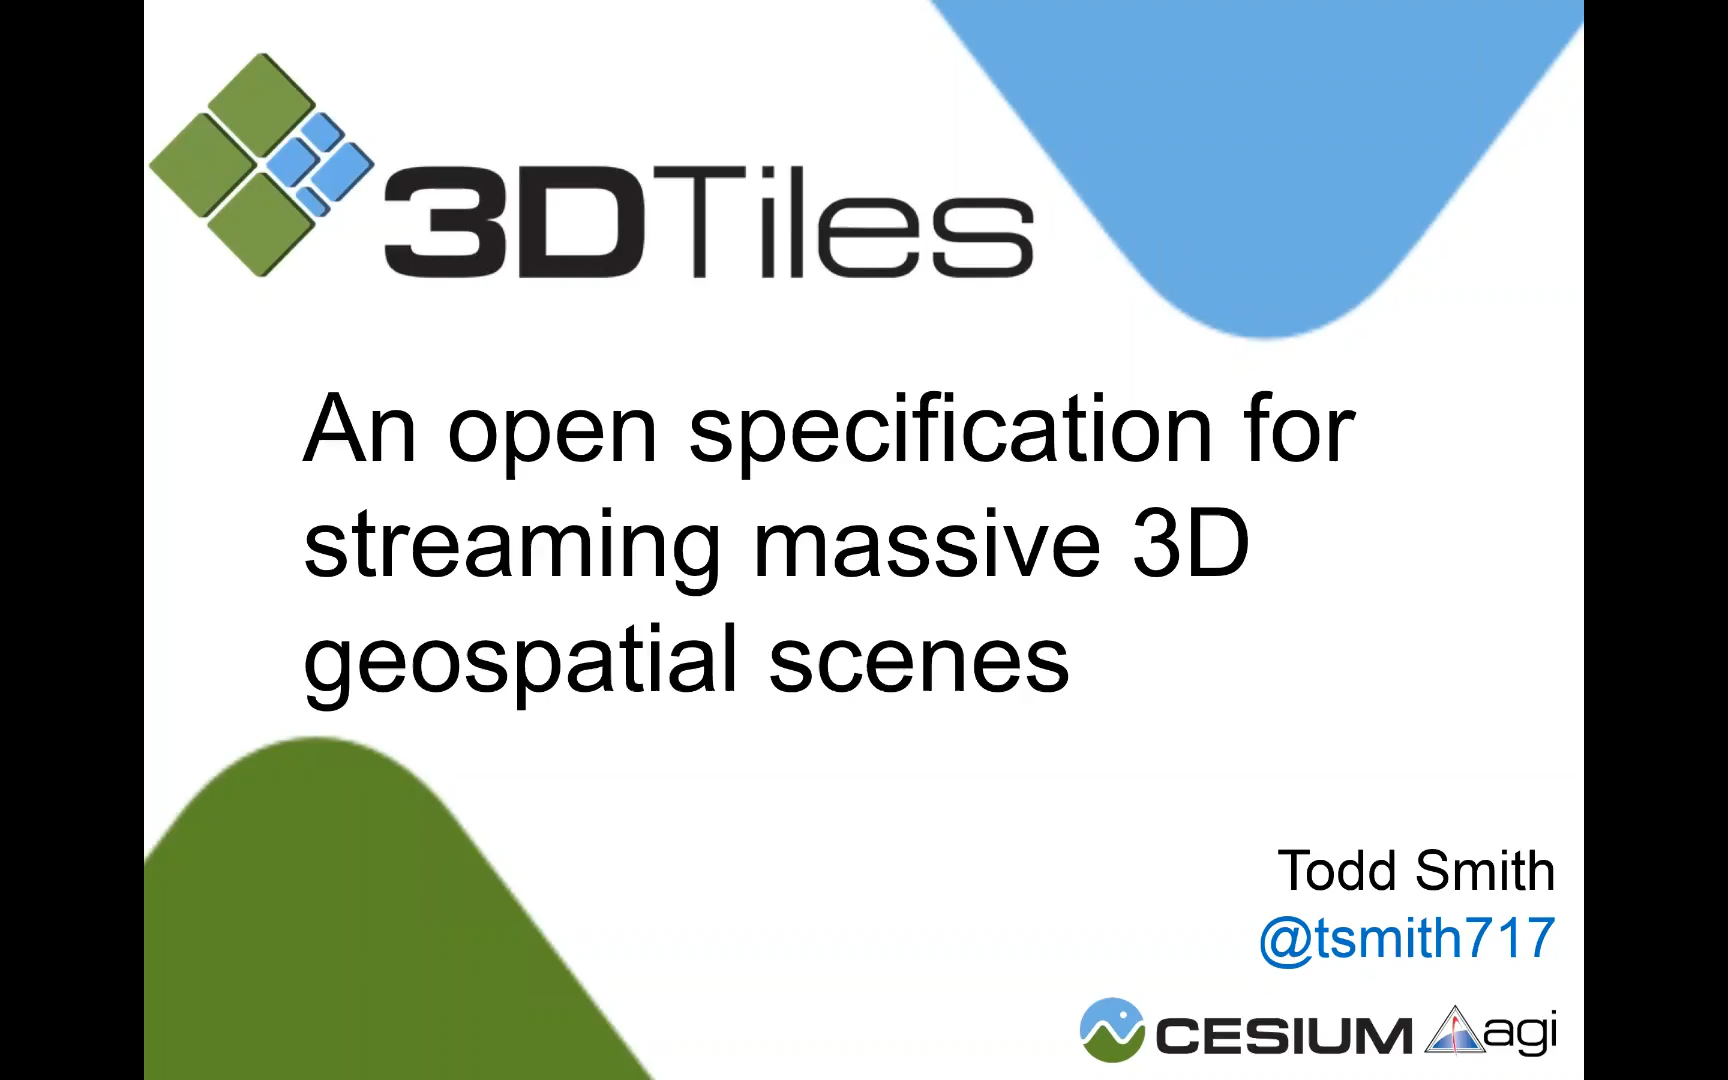 3DTiles
An open specification for
streaming massive 3D
geospatial scenes
Todd Smith
@tsmith717
CESIUM agi